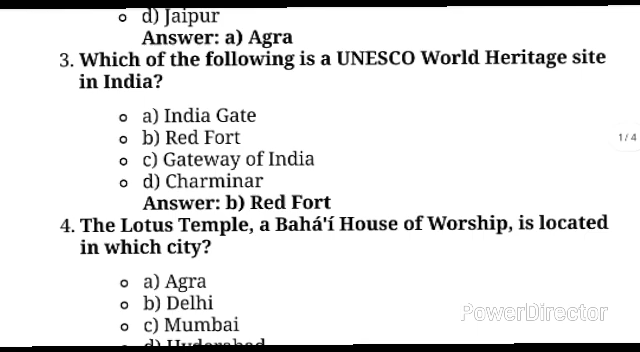 d) Jaipur
Answer: a) Agra
3. Which of the following is a UNESCO World Heritage site
in India?
a) India Gate
b) Red Fort
c) Gateway of India
d) Charminar
Answer: b) Red Fort
4. The Lotus Temple, a Bahá'í House of Worship, is located
in which city?
a) Agra
b) Delhi
c) Mumbai
d) Hyderabad
1/4
PowerDirector